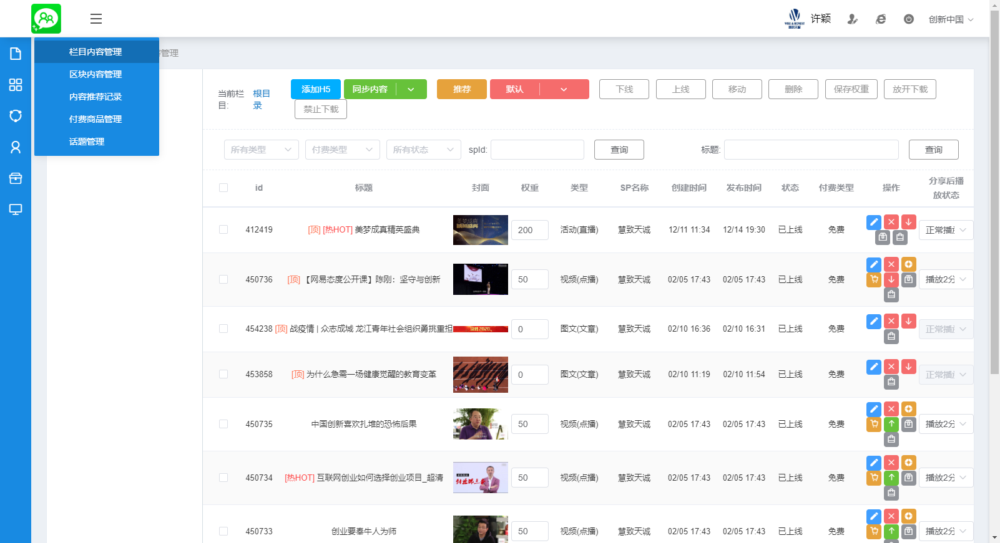 WISE & HONEST
慧致天诚
许颖
创新中国
栏目内容管理
管理
区块内容管理
内容推荐记录
付费商品管理
话题管理
当前栏目:
根目录
添加H5
同步内容
推荐
默认
下线
上线
移动
删除
保存权重
放开下载
禁止下载
所有类型
付费类型
所有状态
spId:
查询
标题:
查询
id 标题 封面 权重 类型 SP名称 创建时间 发布时间 状态 付费类型 操作 分享后播放状态
412419 [顶] [热HOT] 美梦成真精英盛典 200 活动(直播) 慧致天诚 12/11 11:34 12/14 19:30 已上线 免费 正常播
450736 [顶] 【网易态度公开课】陈刚：坚守与创新 50 视频(点播) 慧致天诚 02/05 17:43 02/05 17:43 已上线 免费 播放2分
454238 [顶] 战疫情 | 众志成城 龙江青年社会组织勇挑重担 0 图文(文章) 慧致天诚 02/10 16:36 02/10 16:31 已上线 免费 正常播
453858 [顶] 为什么急需一场健康觉醒的教育变革 0 图文(文章) 慧致天诚 02/10 11:19 02/10 11:54 已上线 免费 正常播
450735 中国创新喜欢扎堆的恐怖后果 50 视频(点播) 慧致天诚 02/05 17:43 02/05 17:43 已上线 免费 播放2分
450734 [热HOT] 互联网创业如何选择创业项目_超清 50 视频(点播) 慧致天诚 02/05 17:43 02/05 17:43 已上线 免费 播放2分
450733 创业要奉牛人为师 50 视频(点播) 慧致天诚 02/05 17:43 02/05 17:43 已上线 免费 播放2分